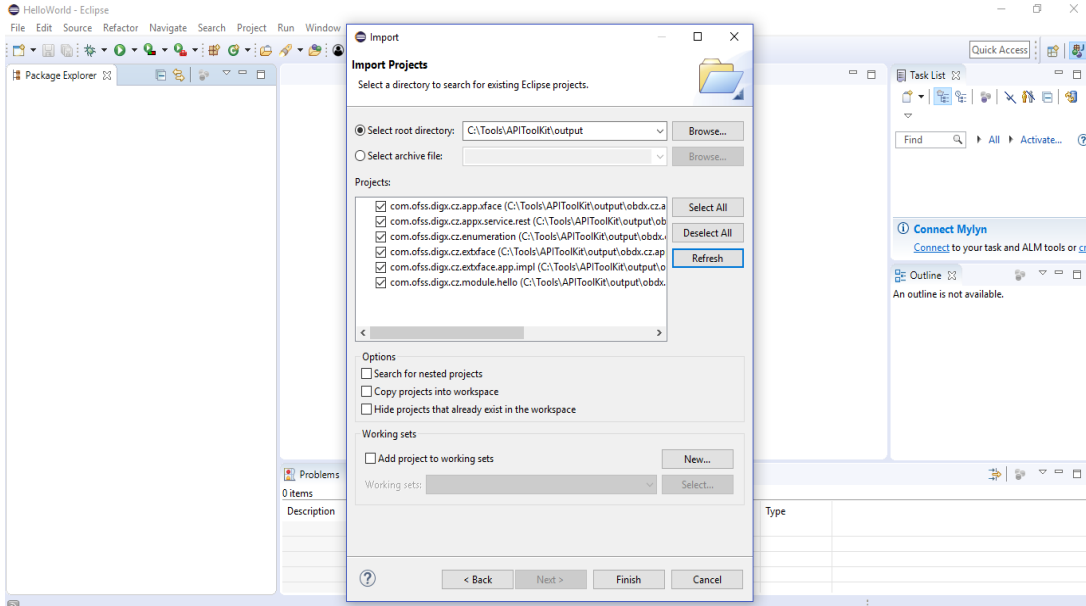 HelloWorld - Eclipse
File Edit Source Refactor Navigate Search Project Run Window
Quick Access
Package Explorer
Import
Import Projects
Select a directory to search for existing Eclipse projects.
Select root directory: C:\Tools\APIToolKit\output Browse...
Select archive file: Browse...
Projects:
com.ofss.digx.cz.app.xface (C:\Tools\APIToolKit\output\obdx.cz.a
com.ofss.digx.cz.appx.service.rest (C:\Tools\APIToolKit\output\ob
com.ofss.digx.cz.enumeration (C:\Tools\APIToolKit\output\obdx.
com.ofss.digx.cz.extxface (C:\Tools\APIToolKit\output\obdx.cz.ap
com.ofss.digx.cz.extxface.app.impl (C:\Tools\APIToolKit\output\o
com.ofss.digx.cz.module.hello (C:\Tools\APIToolKit\output\obdx.
Select All
Deselect All
Refresh
Options
Search for nested projects
Copy projects into workspace
Hide projects that already exist in the workspace
Working sets
Add project to working sets New...
Working sets: Select...
< Back Next > Finish Cancel
Task List
Find All Activate...
Connect Mylyn
Connect to your task and ALM tools or
Outline
An outline is not available.
Problems
0 items
Description Type